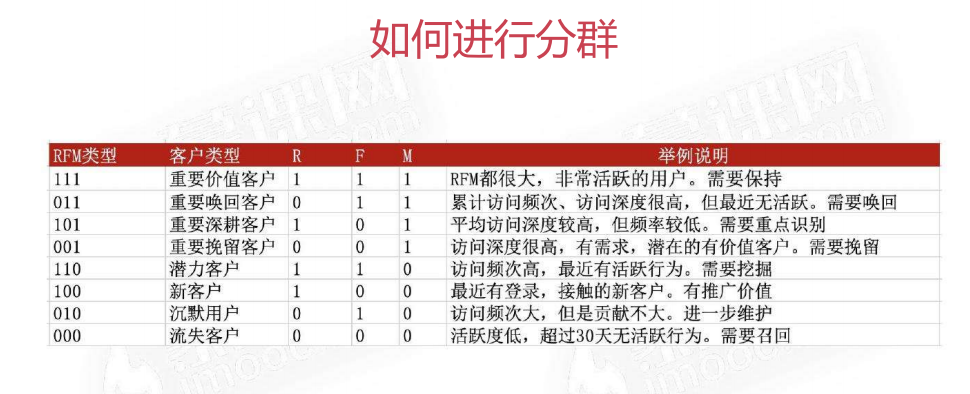 如何进行分群
RFM类型 客户类型 R F M 举例说明
111 重要价值客户 1 1 1 RFM都很大，非常活跃的用户。需要保持
011 重要唤回客户 0 1 1 累计访问频次、访问深度很高，但最近无活跃。需要唤回
101 重要深耕客户 1 0 1 平均访问深度较高，但频率较低。需要重点识别
001 重要挽留客户 0 0 1 访问深度很高，有需求，潜在的有价值客户。需要挽留
110 潜力客户 1 1 0 访问频次高，最近有活跃行为。需要挖掘
100 新客户 1 0 0 最近有登录，接触的新客户。有推广价值
010 沉默用户 0 1 0 访问频次大，但是贡献不大。进一步维护
000 流失客户 0 0 0 活跃度低，超过30天无活跃行为。需要召回